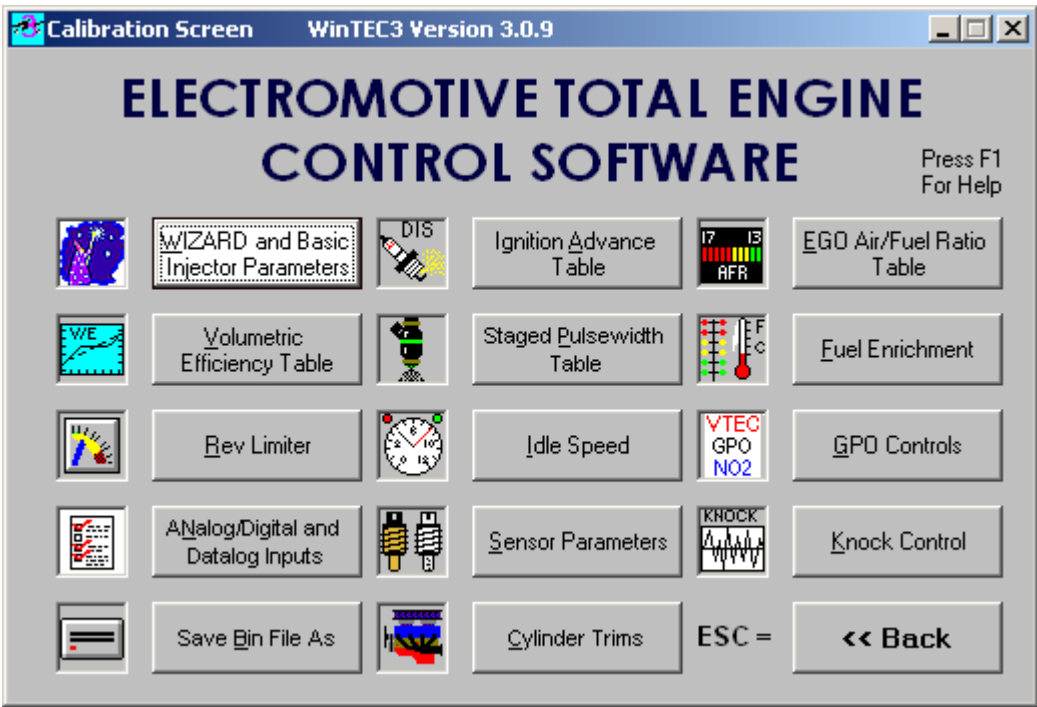 Calibration Screen WinTEC3 Version 3.0.9
ELECTROMOTIVE TOTAL ENGINE
CONTROL SOFTWARE
Press F1
For Help
WIZARD and Basic
Injector Parameters
DIS
Ignition Advance
Table
17 13
AFR
EGO Air/Fuel Ratio
Table
V/E
Volumetric
Efficiency Table
Staged Pulsewidth
Table
F
C
Fuel Enrichment
Rev Limiter
Idle Speed
VTEC
GPO
NO2
GPO Controls
ANalog/Digital and
Datalog Inputs
Sensor Parameters
KNOCK
Knock Control
Save Bin File As
Cylinder Trims
ESC =
<< Back